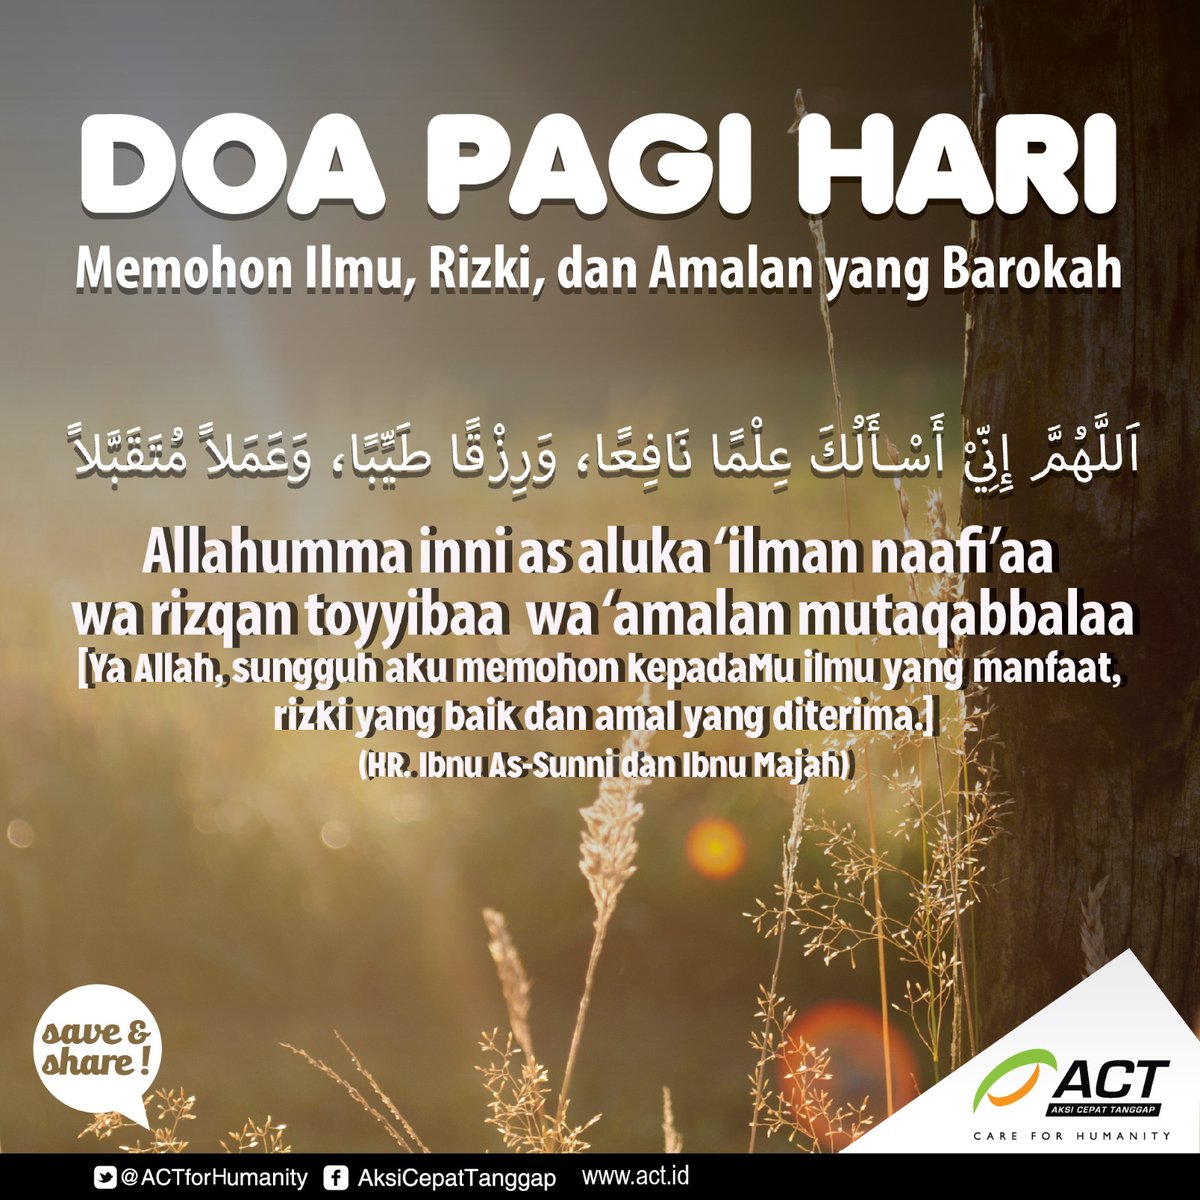 DOA PAGI HARI
Memohon Ilmu, Rizki, dan Amalan yang Barokah
اَللَّهُمَّ إِنِّيْ أَسْأَلُكَ عِلْمًا نَافِعًا، وَرِزْقًا طَيِّبًا، وَعَمَلاً مُتَقَبَّلاً
Allahumma inni as aluka ‘ilman naafi’aa
wa rizqan toyyibaa wa ‘amalan mutaqabbalaa
[Ya Allah, sungguh aku memohon kepadaMu ilmu yang manfaat,
rizki yang baik dan amal yang diterima.]
(HR. Ibnu As-Sunni dan Ibnu Majah)
save &
share !
ACT
AKSI CEPAT TANGGAP
CARE FOR HUMANITY
@ACTforHumanity AksiCepatTanggap www.act.id